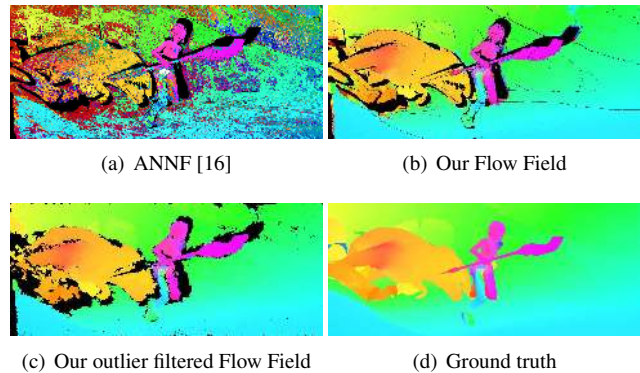 (a) ANNF [16]
(b) Our Flow Field
(c) Our outlier filtered Flow Field
(d) Ground truth